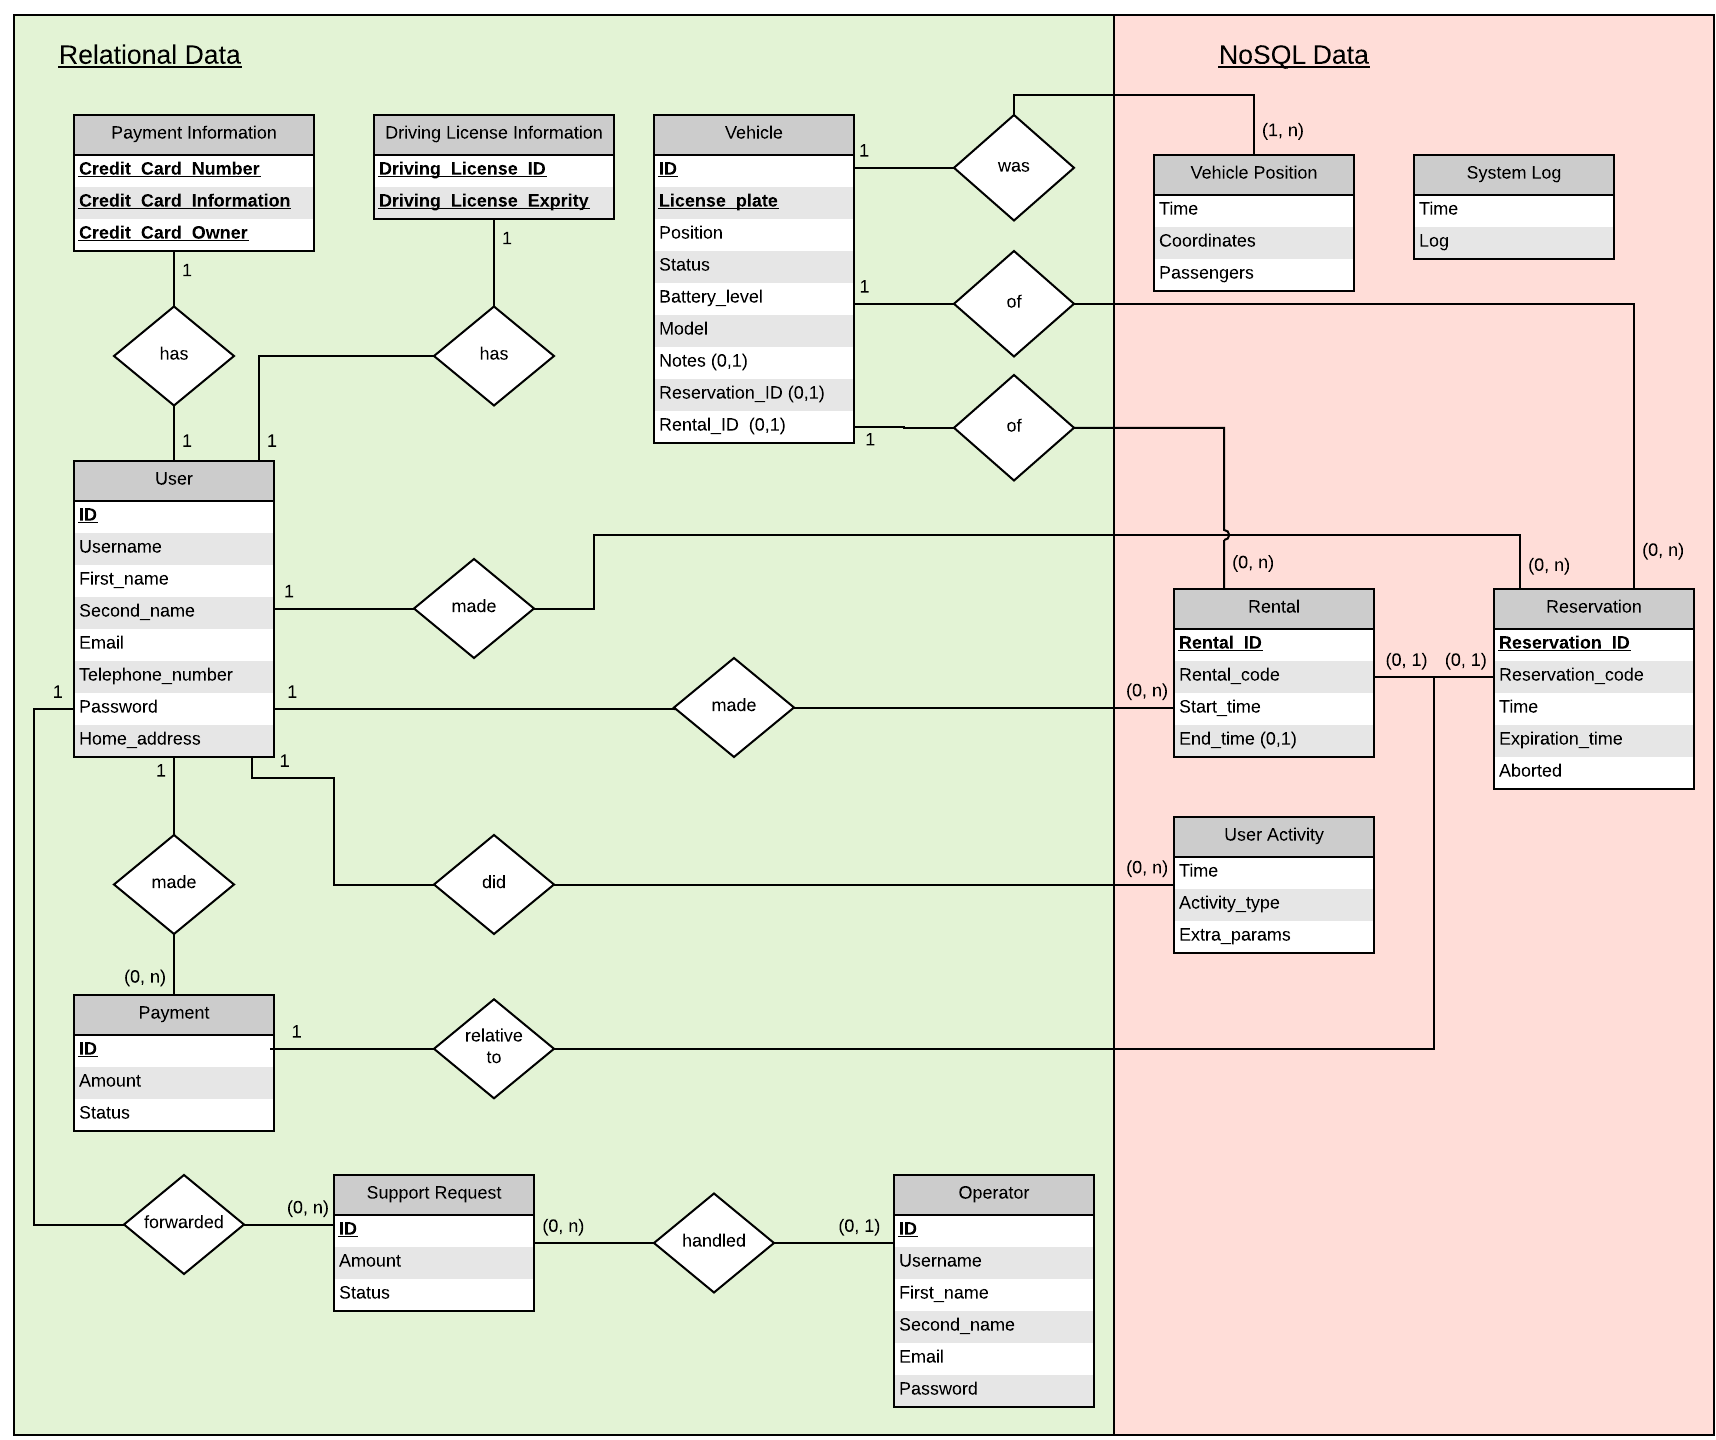 Relational Data
NoSQL Data
Payment Information
Credit_Card_Number
Credit_Card_Information
Credit_Card_Owner
1
has
1
Driving License Information
Driving_License_ID
Driving_License_Exprity
1
has
1
Vehicle
ID
License_plate
Position
Status
Battery_level
Model
Notes (0,1)
Reservation_ID (0,1)
Rental_ID (0,1)
1
was
(1, n)
1
of
(0, n)
1
of
(0, n)
Vehicle Position
Time
Coordinates
Passengers
System Log
Time
Log
User
ID
Username
First_name
Second_name
Email
Telephone_number
Password
Home_address
1
made
(0, n)
1
made
(0, n)
1
1
1
did
(0, n)
made
(0, n)
Rental
Rental_ID
Rental_code
Start_time
End_time (0,1)
(0, 1)
(0, 1)
Reservation
Reservation_ID
Reservation_code
Time
Expiration_time
Aborted
User Activity
Time
Activity_type
Extra_params
Payment
ID
Amount
Status
1
relative
to
forwarded
(0, n)
Support Request
ID
Amount
Status
(0, n)
handled
(0, 1)
Operator
ID
Username
First_name
Second_name
Email
Password